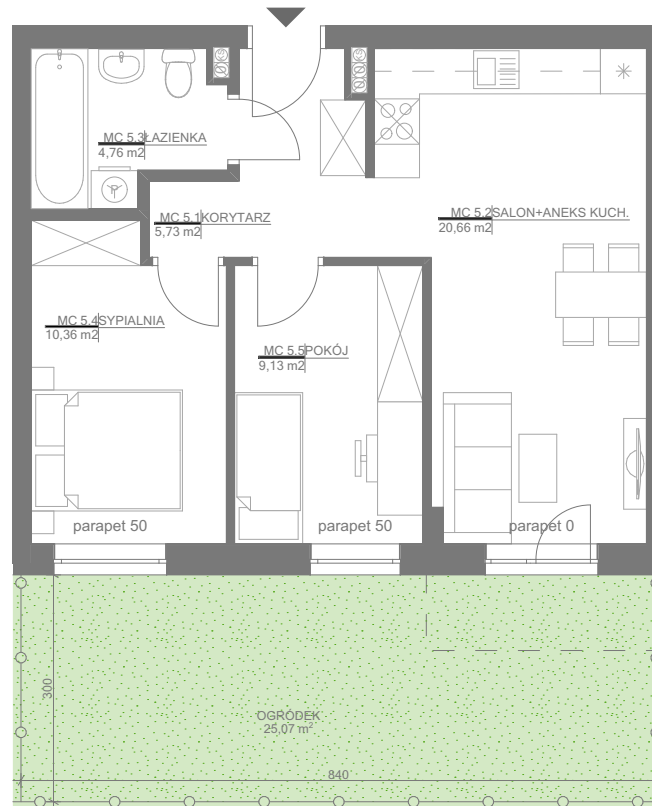 MC 5.3 ŁAZIENKA
4,76 m2
MC 5.1 KORYTARZ
5,73 m2
MC 5.2 SALON+ANEKS KUCH.
20,66 m2
MC 5.4 SYPIALNIA
10,36 m2
MC 5.5 POKÓJ
9,13 m2
parapet 50
parapet 50
parapet 0
300
OGRÓDEK
25,07 m²
840